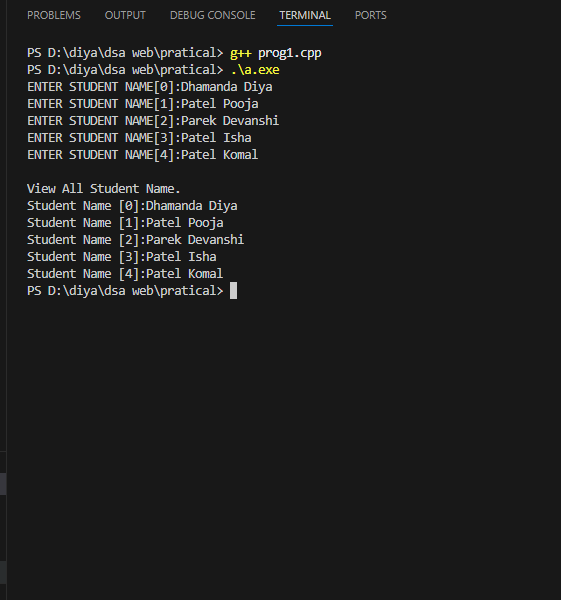 PROBLEMS OUTPUT DEBUG CONSOLE TERMINAL PORTS
PS D:\diya\dsa web\pratical> g++ prog1.cpp
PS D:\diya\dsa web\pratical> .\a.exe
ENTER STUDENT NAME[0]:Dhamanda Diya
ENTER STUDENT NAME[1]:Patel Pooja
ENTER STUDENT NAME[2]:Parek Devanshi
ENTER STUDENT NAME[3]:Patel Isha
ENTER STUDENT NAME[4]:Patel Komal
View All Student Name.
Student Name [0]:Dhamanda Diya
Student Name [1]:Patel Pooja
Student Name [2]:Parek Devanshi
Student Name [3]:Patel Isha
Student Name [4]:Patel Komal
PS D:\diya\dsa web\pratical>